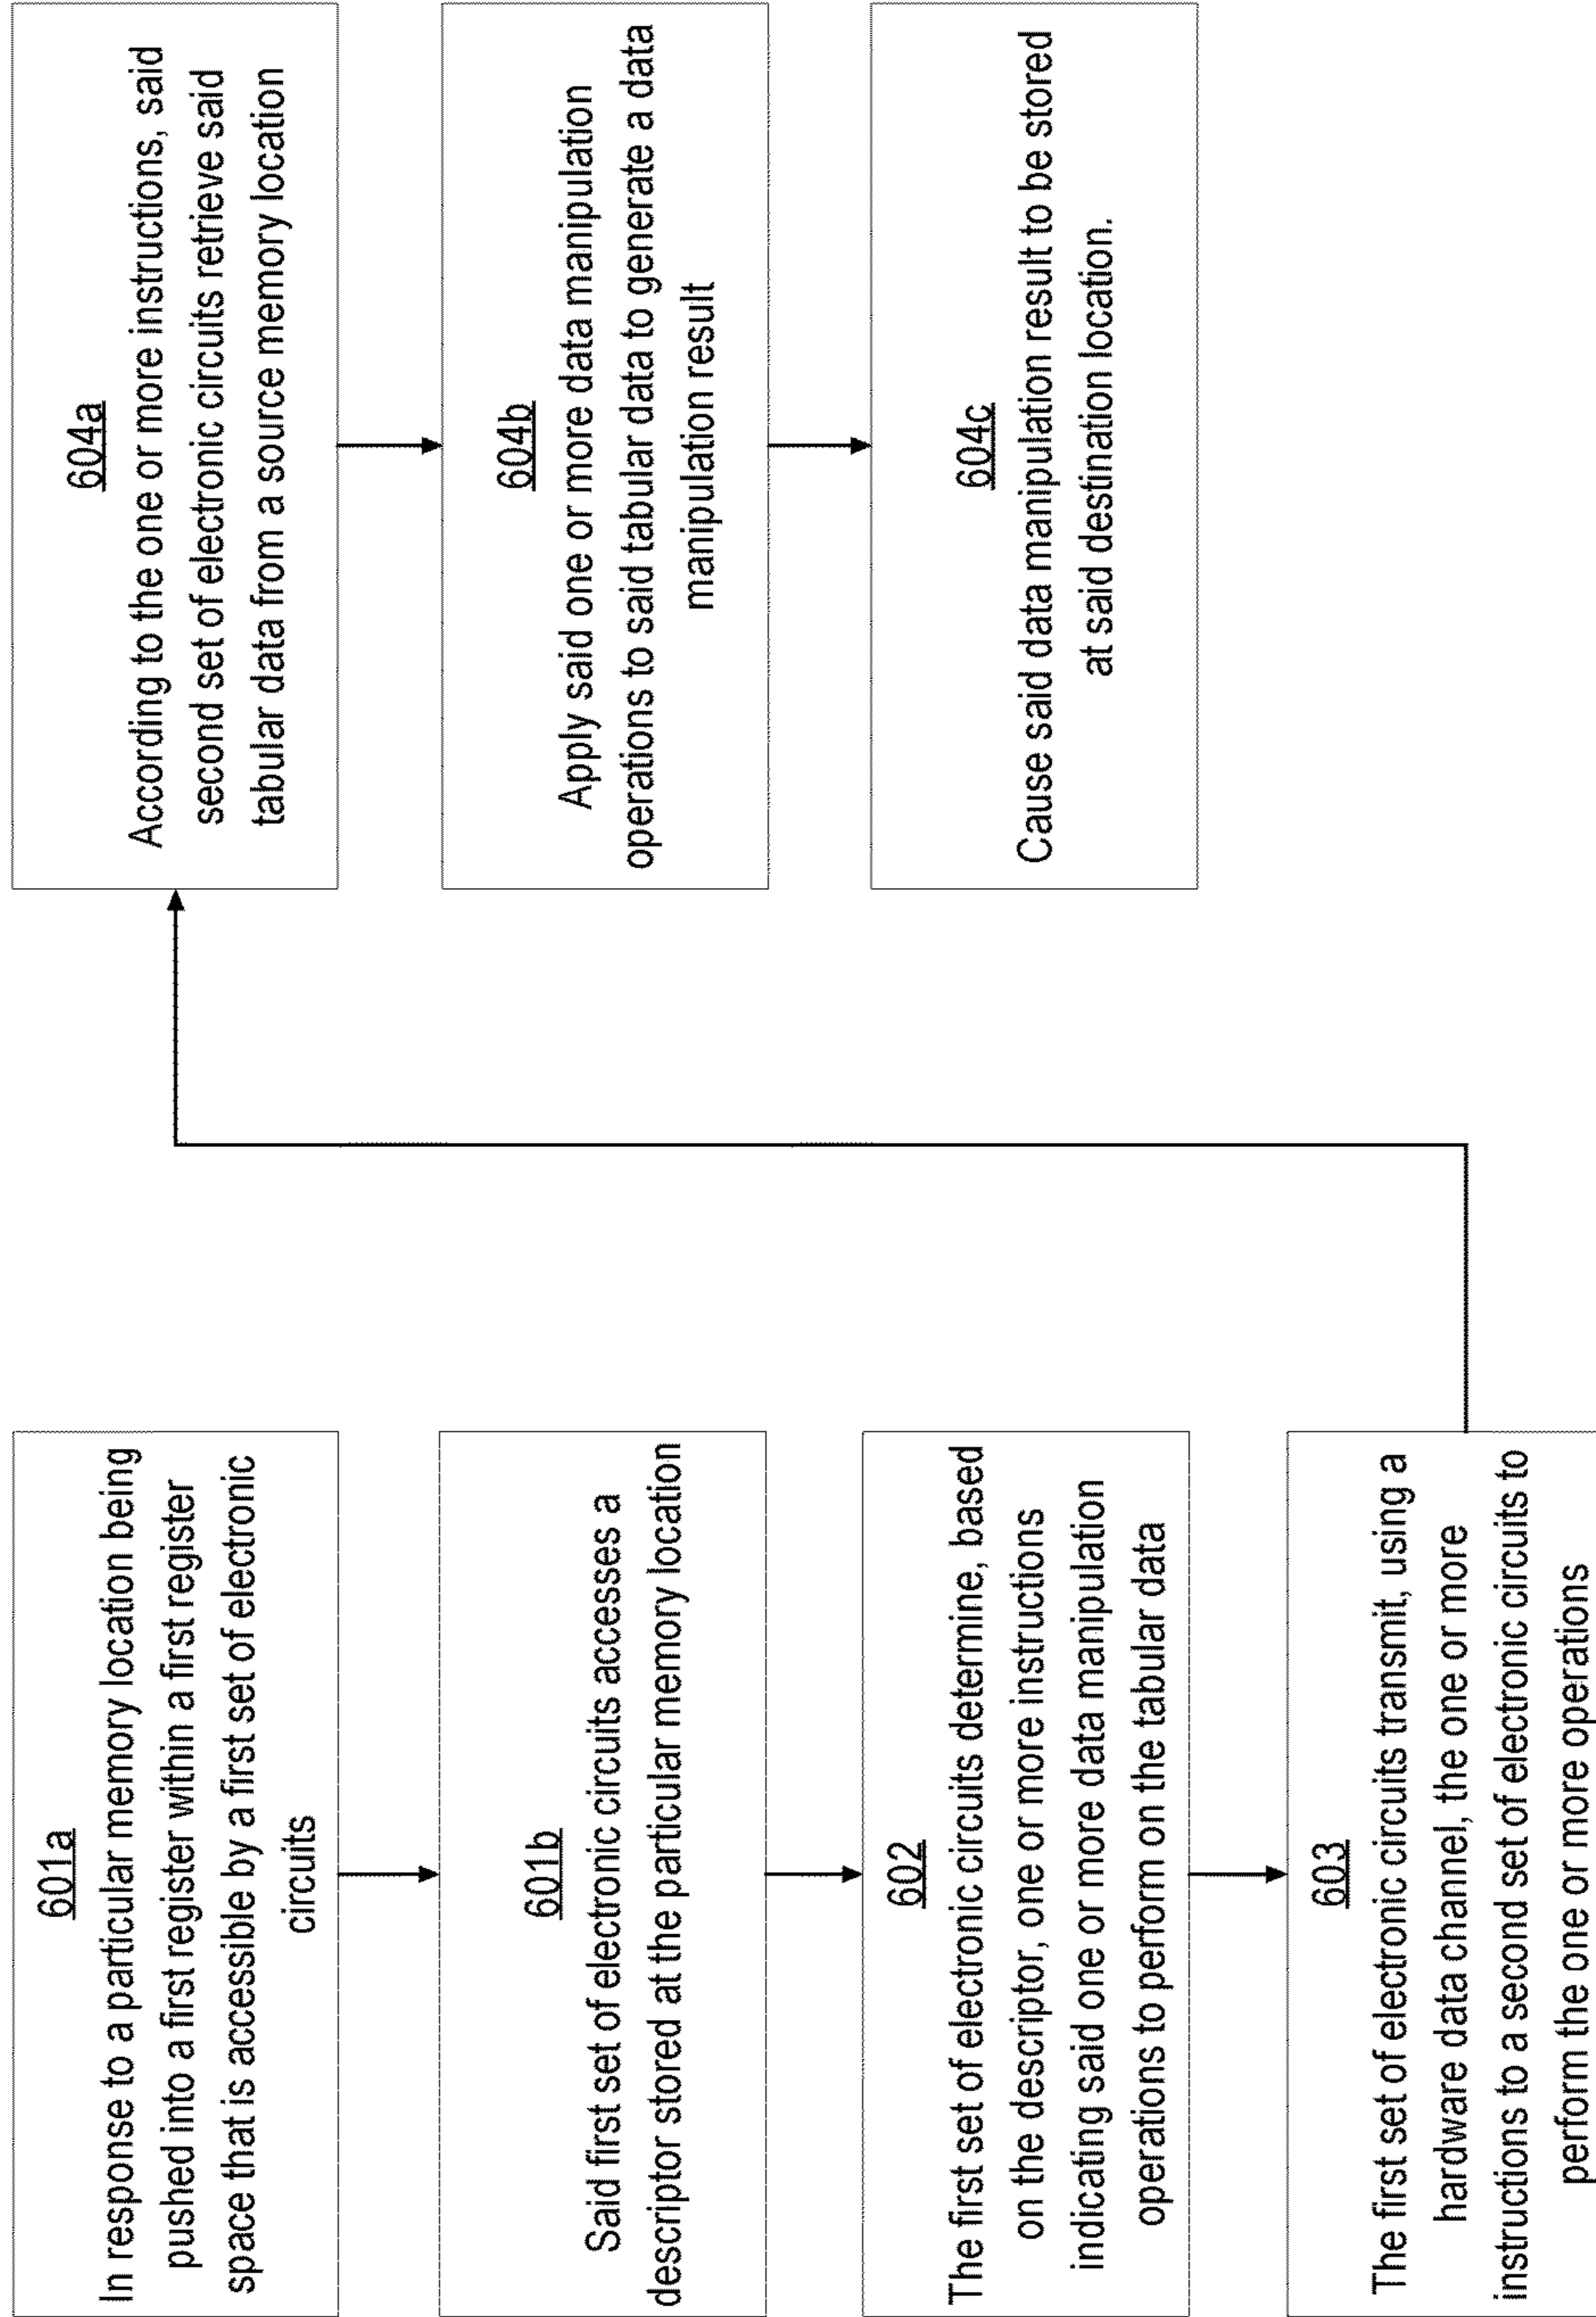 601a
In response to a particular memory location being
pushed into a first register within a first register
space that is accessible by a first set of electronic
circuits
601b
Said first set of electronic circuits accesses a
descriptor stored at the particular memory location
602
The first set of electronic circuits determine, based
on the descriptor, one or more instructions
indicating said one or more data manipulation
operations to perform on the tabular data
603
The first set of electronic circuits transmit, using a
hardware data channel, the one or more
instructions to a second set of electronic circuits to
perform the one or more operations
604a
According to the one or more instructions, said
second set of electronic circuits retrieve said
tabular data from a source memory location
604b
Apply said one or more data manipulation
operations to said tabular data to generate a data
manipulation result
604c
Cause said data manipulation result to be stored
at said destination location.